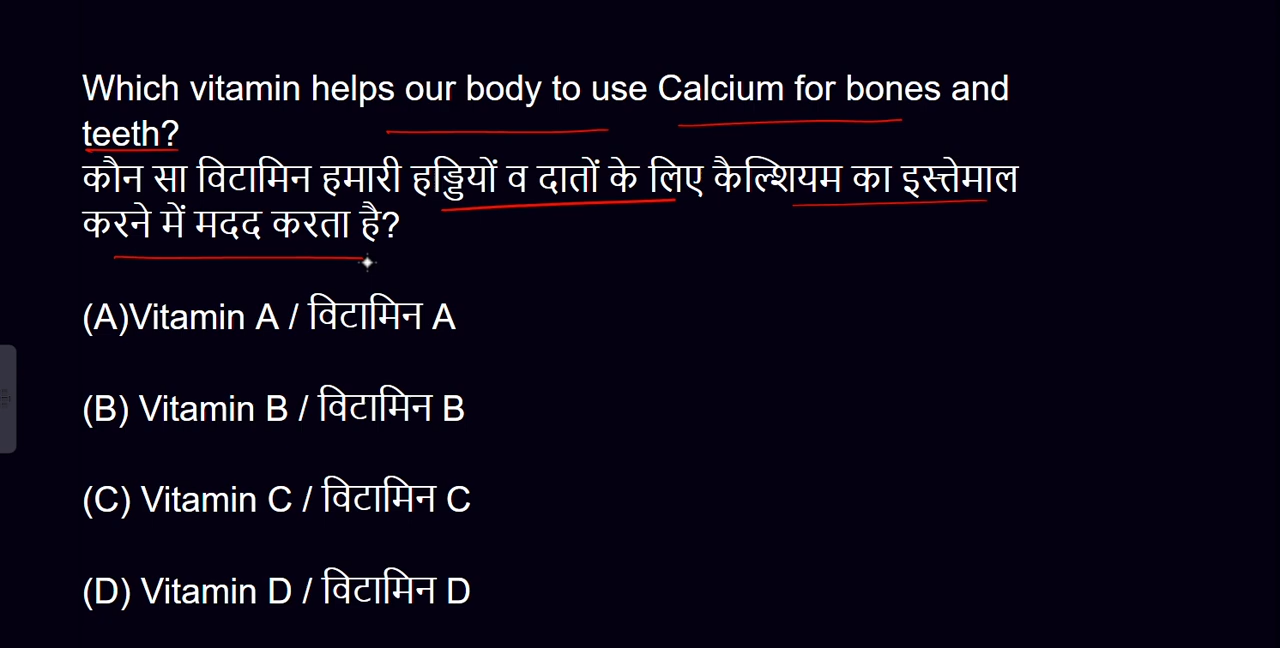 Which vitamin helps our body to use Calcium for bones and
teeth?
कौन सा विटामिन हमारी हड्डियों व दातों के लिए कैल्शियम का इस्त्तेमाल
करने में मदद करता है?
(A)Vitamin A / विटामिन A
(B) Vitamin B / विटामिन B
(C) Vitamin C / विटामिन C
(D) Vitamin D / विटामिन D